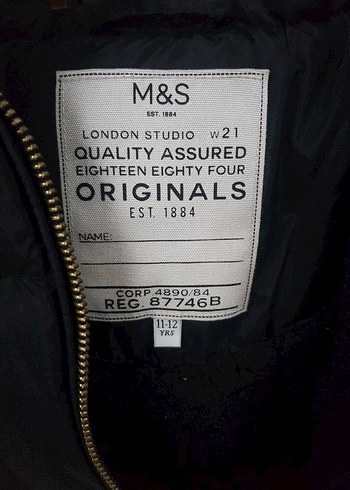 M&S
EST. 1884
LONDON STUDIO W21
QUALITY ASSURED
EIGHTEEN EIGHTY FOUR
ORIGINALS
EST. 1884
NAME:
CORP 4890/84
REG. 87746B
11-12
YRS